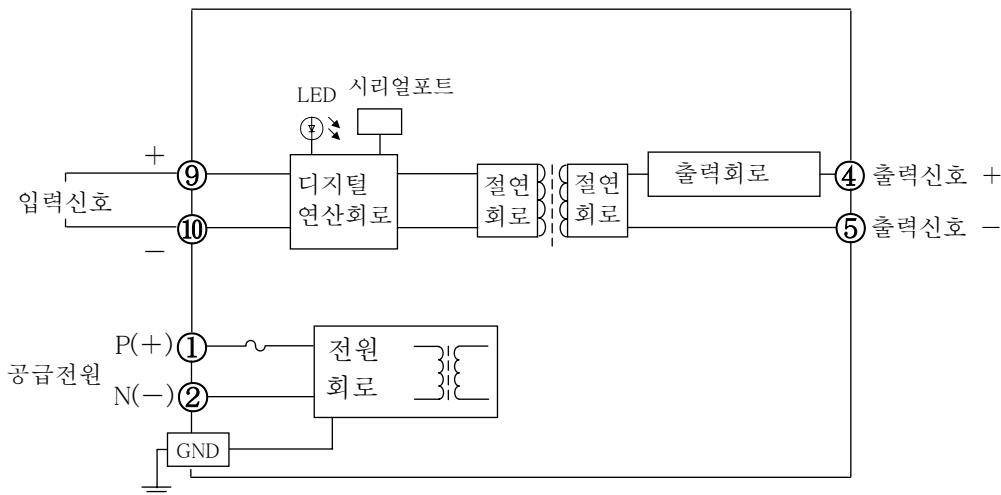 LED
시리얼포트
+
⑨
입력신호
⑩
−
디지털
연산회로
절연
회로
절연
회로
출력회로
④ 출력신호 +
⑤ 출력신호 −
P(+) ①
공급전원
N(−) ②
전원
회로
GND